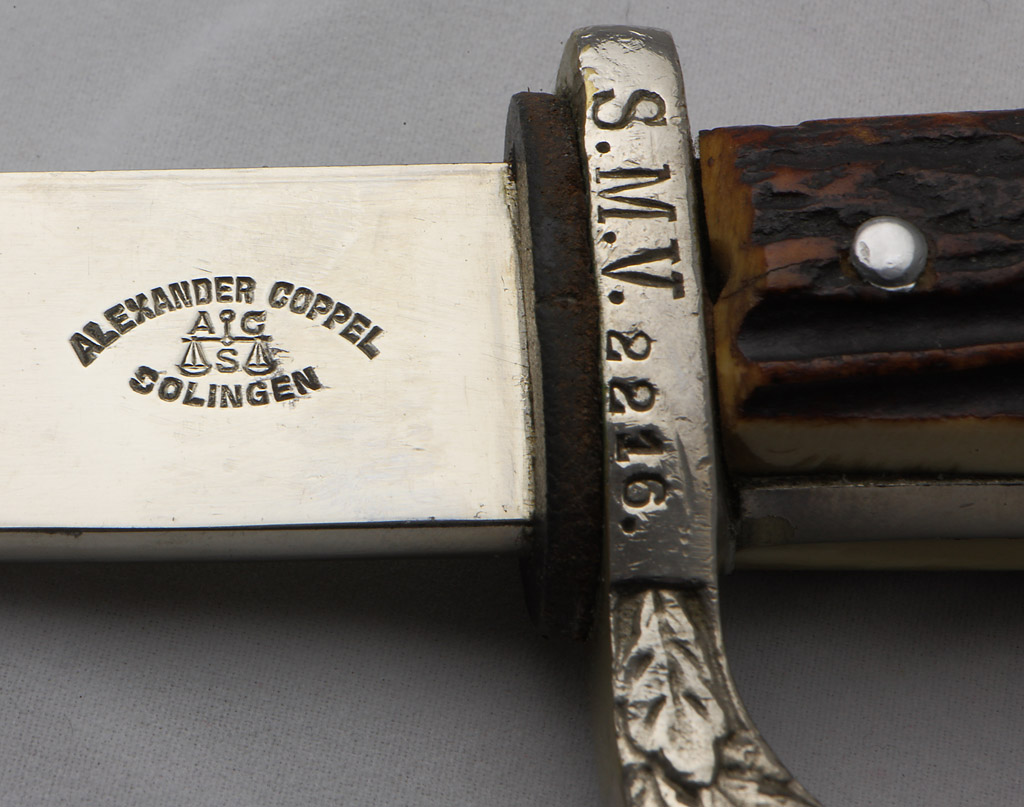 ALEXANDER COPPEL
A C
S
SOLINGEN
S.M.V.2216.